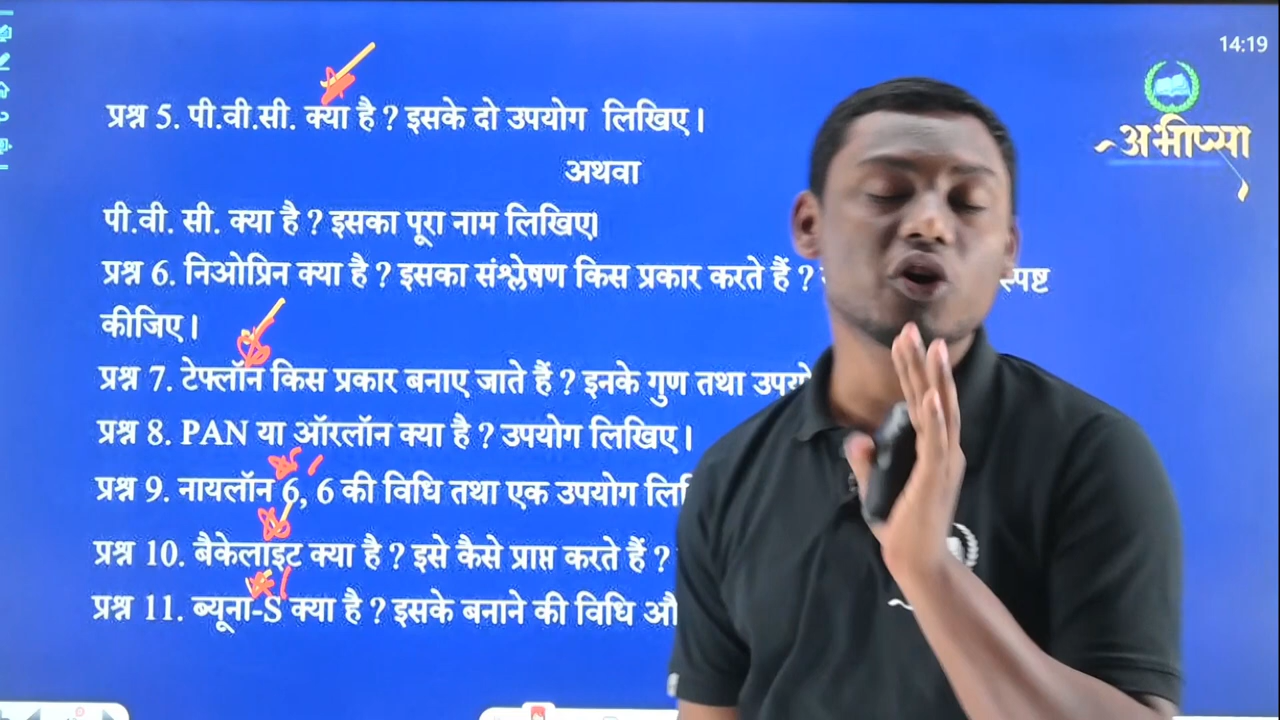 14:19
अभीप्सा
प्रश्न 5. पी.वी.सी. क्या है ? इसके दो उपयोग लिखिए।
अथवा
पी.वी. सी. क्या है ? इसका पूरा नाम लिखिए।
प्रश्न 6. निओप्रिन क्या है ? इसका संश्लेषण किस प्रकार करते हैं ?
कीजिए।
प्रश्न 7. टेफ्लॉन किस प्रकार बनाए जाते हैं ? इनके गुण तथा
प्रश्न 8. PAN या ऑरलॉन क्या है ? उपयोग लिखिए।
प्रश्न 9. नायलॉन 6, 6 की विधि तथा एक उपयोग
प्रश्न 10. बैकेलाइट क्या है ? इसे कैसे प्राप्त करते हैं ?
प्रश्न 11. ब्यूना-S क्या है ? इसके बनाने की विधि